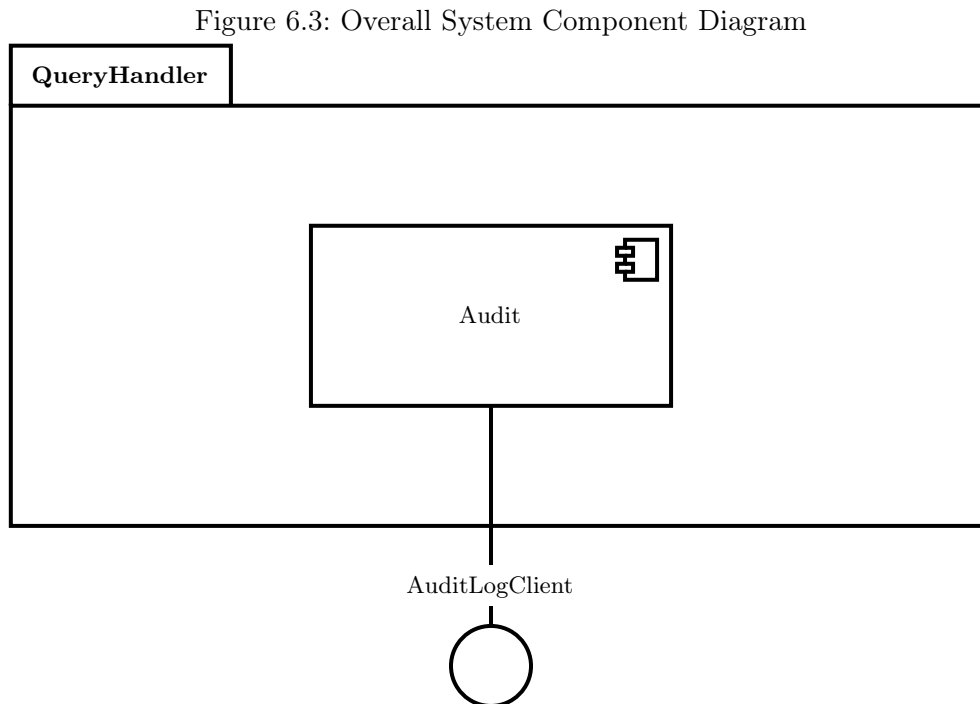 Figure 6.3: Overall System Component Diagram
QueryHandler
Audit
AuditLogClient